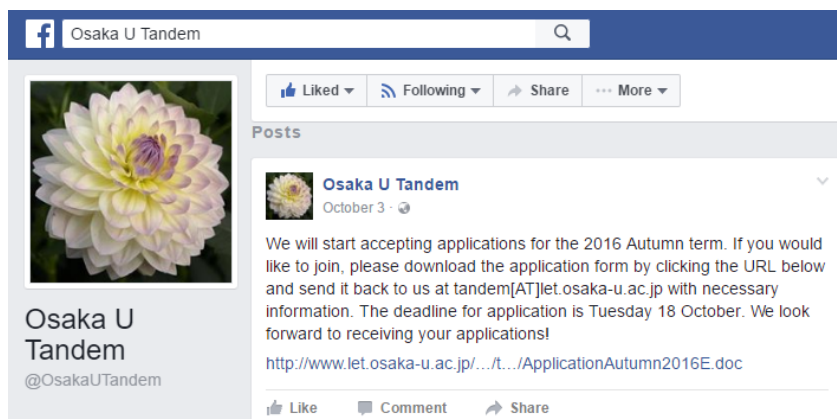 f
Osaka U Tandem
Liked
Following
Share
More
Posts
Osaka U
Tandem
@OsakaUTandem
Osaka U Tandem
October 3 ·
We will start accepting applications for the 2016 Autumn term. If you would
like to join, please download the application form by clicking the URL below
and send it back to us at tandem[AT]let.osaka-u.ac.jp with necessary
information. The deadline for application is Tuesday 18 October. We look
forward to receiving your applications!
http://www.let.osaka-u.ac.jp/…/t…/ApplicationAutumn2016E.doc
Like
Comment
Share